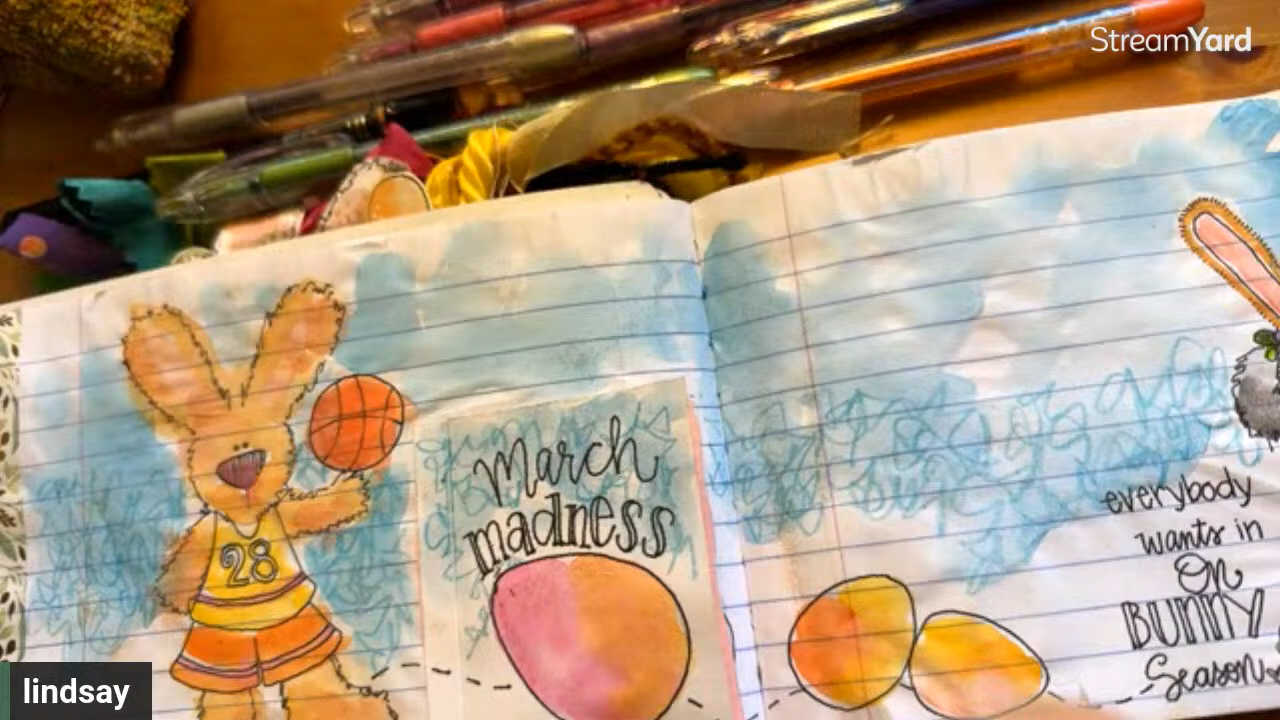 StreamYard
28
March
madness
everybody
wants in
on
BUNNY
Season
lindsay